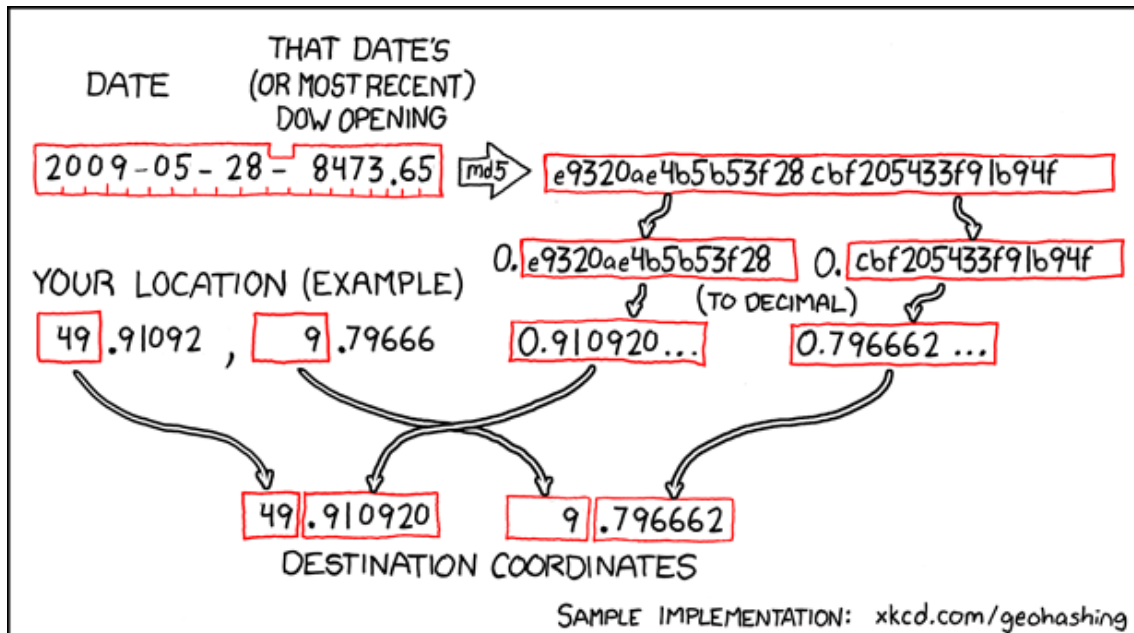 DATE
THAT DATE'S
(OR MOST RECENT)
DOW OPENING
2009-05-28-8473.65
md5
e9320ae4b5b53f28cbf205433f91b94f
0.e9320ae4b5b53f28
0.cbf205433f91b94f
YOUR LOCATION (EXAMPLE)
(TO DECIMAL)
49.91092, 9.79666
0.910920...
0.796662...
49.910920 9.796662
DESTINATION COORDINATES
SAMPLE IMPLEMENTATION: xkcd.com/geohashing